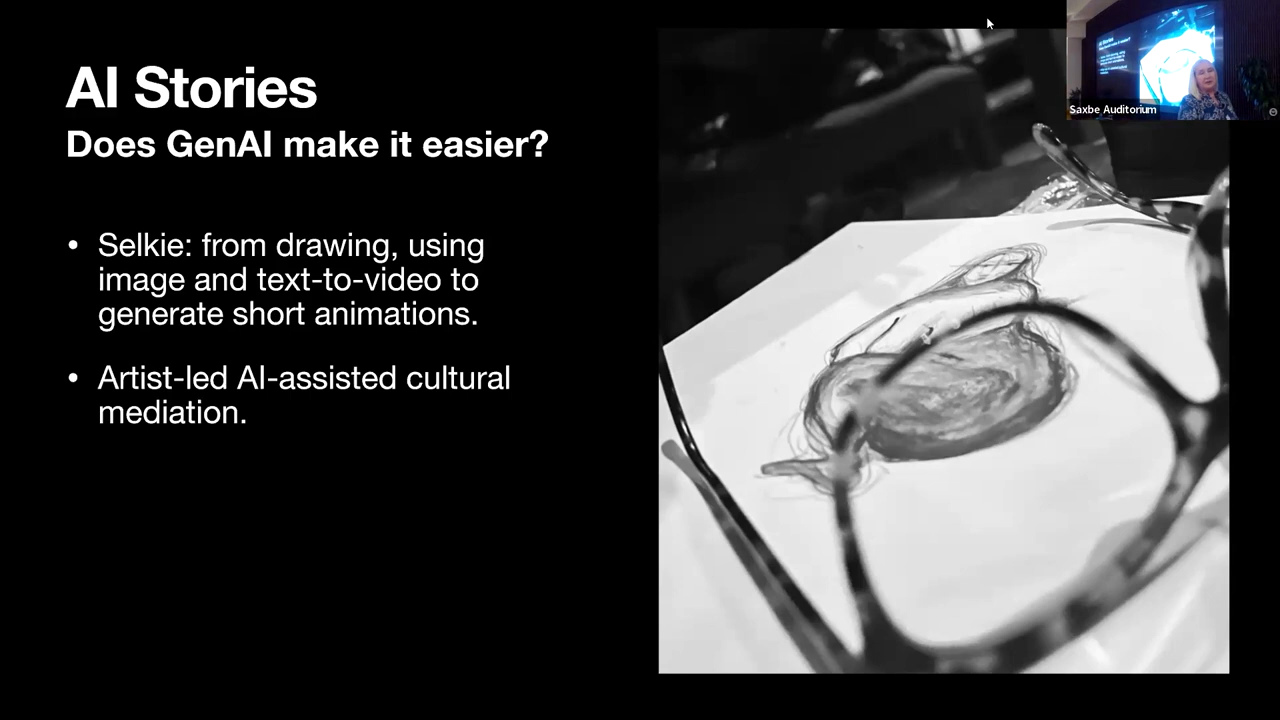 AI Stories
Does GenAI make it easier?
• Selkie: from drawing, using
image and text-to-video to
generate short animations.
• Artist-led AI-assisted cultural
mediation.
Saxbe Auditorium